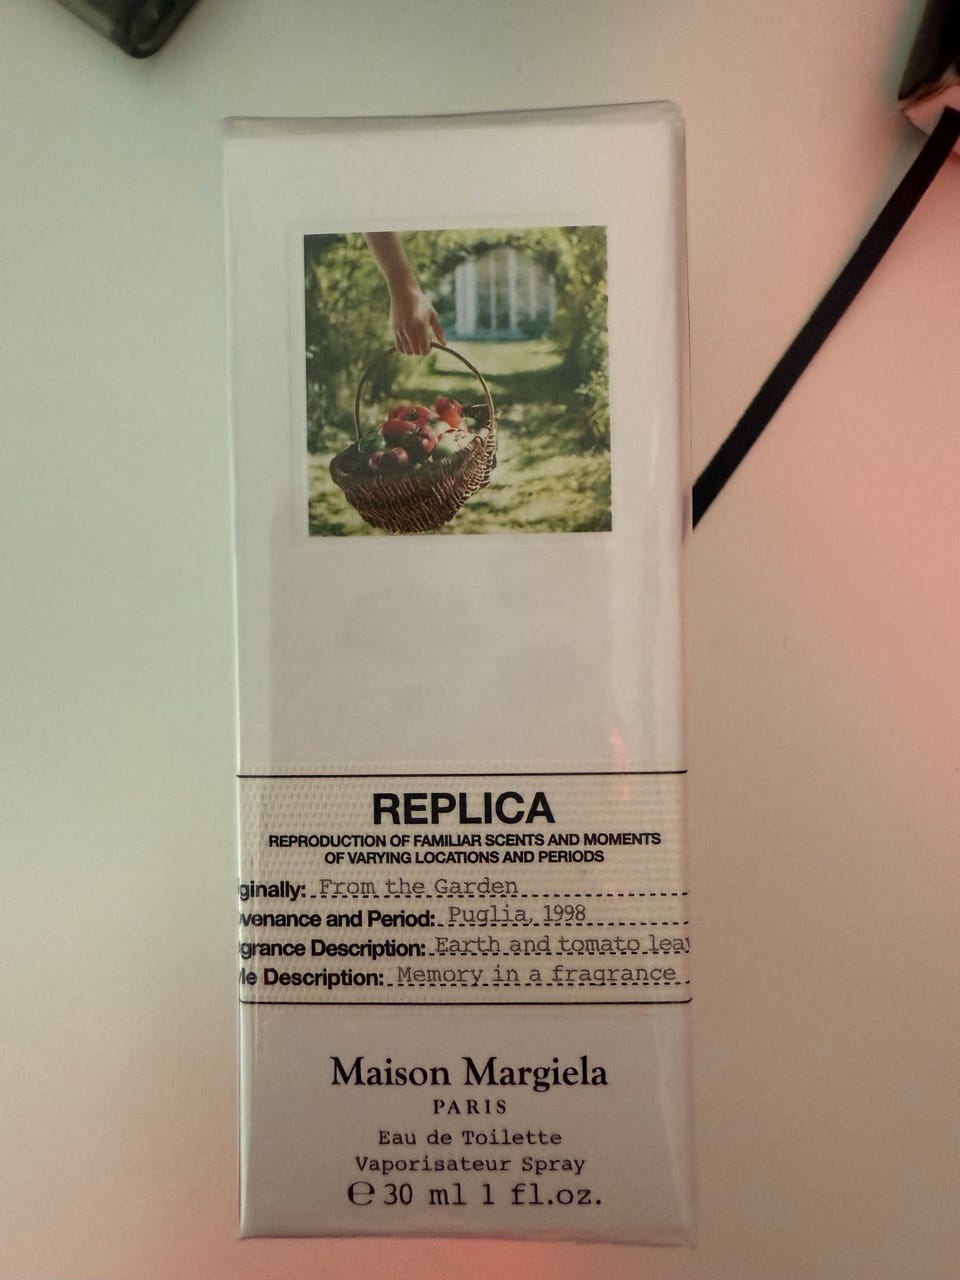 REPLICA
REPRODUCTION OF FAMILIAR SCENTS AND MOMENTS
OF VARYING LOCATIONS AND PERIODS
ginally: From the Garden
venance and Period: Puglia, 1998
grance Description: Earth and tomato lea
le Description: Memory in a fragrance
Maison Margiela
PARIS
Eau de Toilette
Vaporisateur Spray
℮ 30 ml 1 fl.oz.